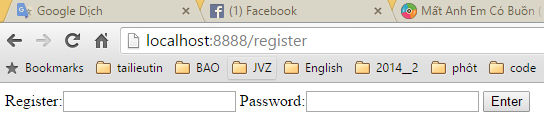 Google Dịch (1) Facebook Mất Anh Em Có Buồn (
localhost:8888/register
Bookmarks tailieutin BAO JVZ English 2014__2 phôt code
Register: Password: Enter